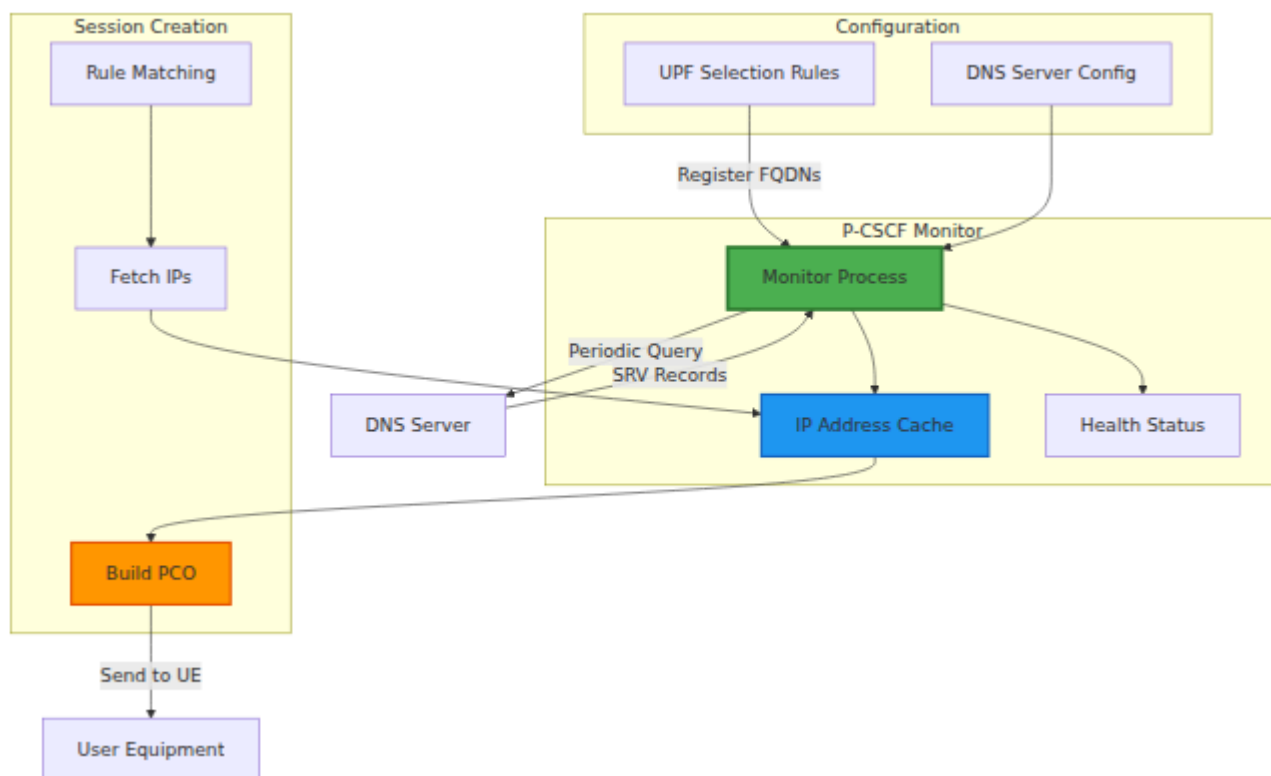 Session Creation
Configuration
Rule Matching
UPF Selection Rules
DNS Server Config
Register FQDNs
P-CSCF Monitor
Fetch IPs
Monitor Process
Periodic Query
SRV Records
DNS Server
IP Address Cache
Health Status
Build PCO
Send to UE
User Equipment